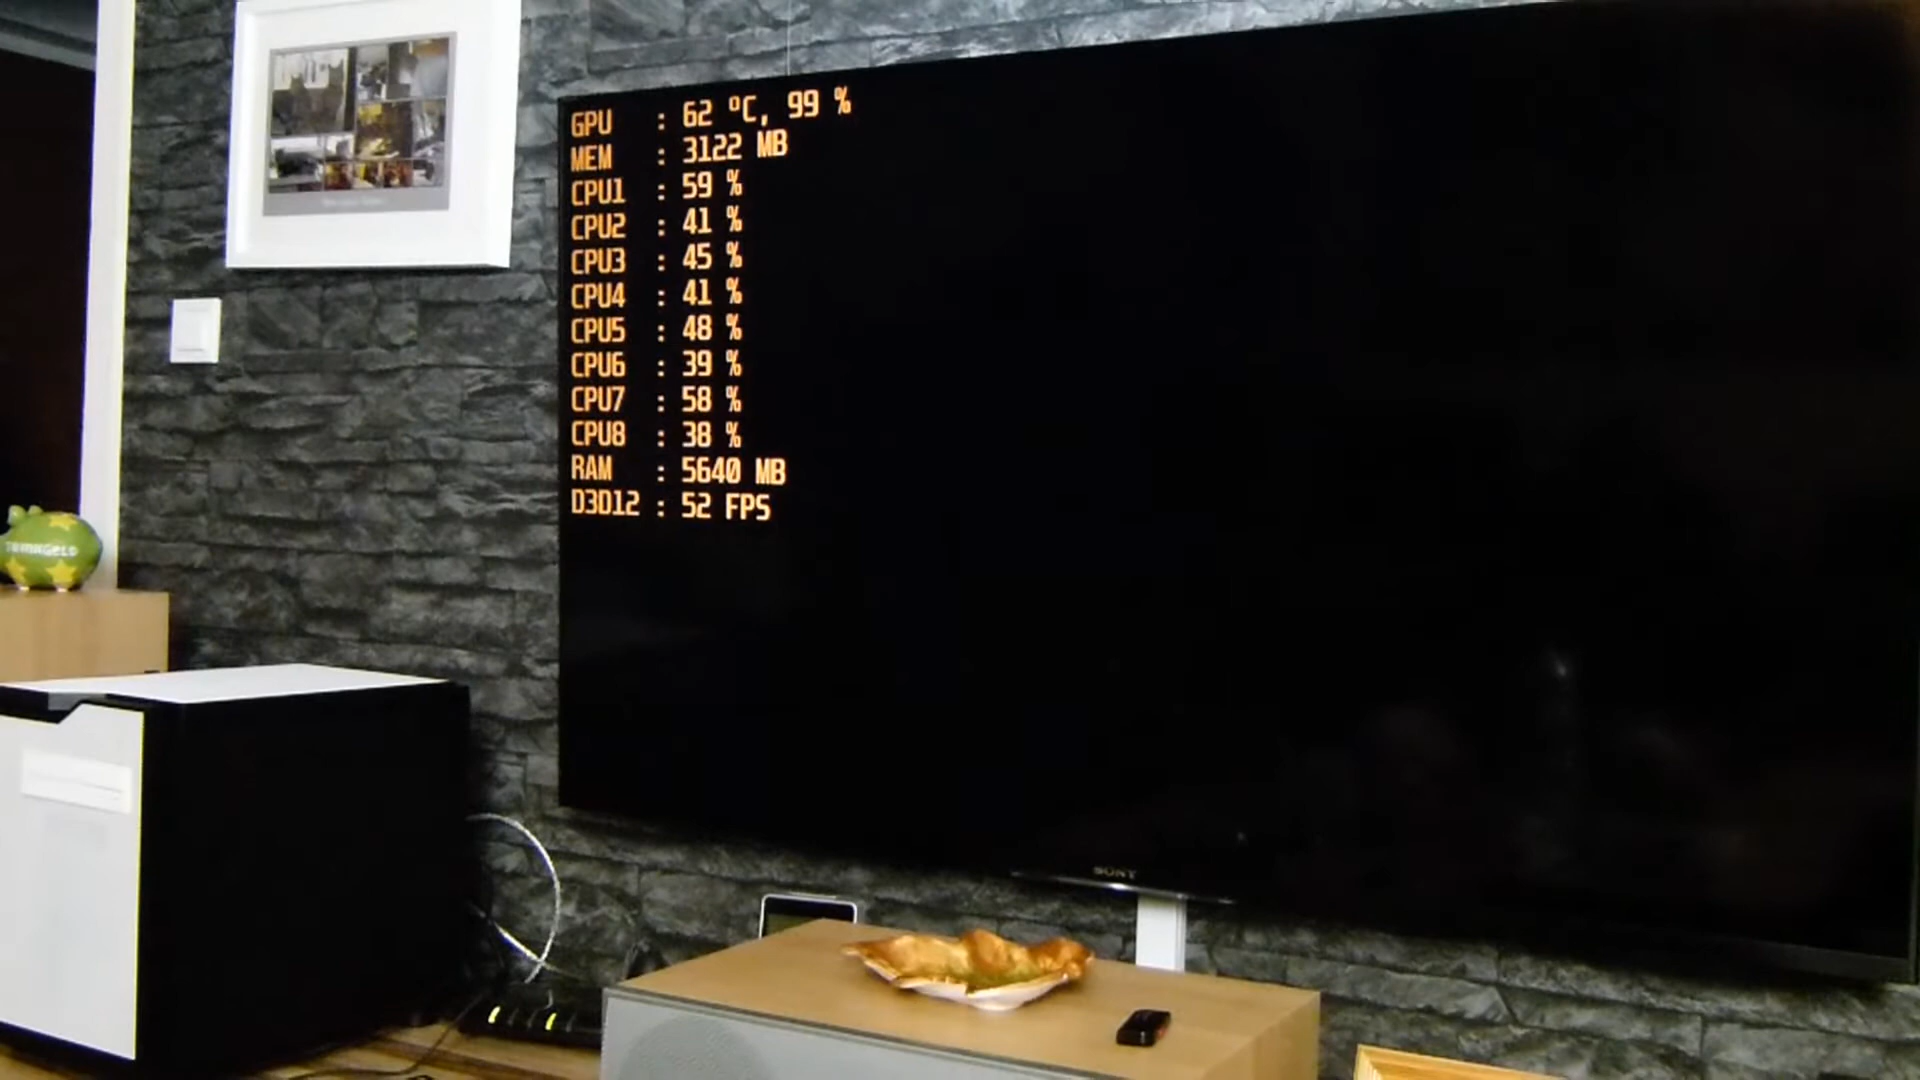 GPU : 62 ºC, 99 %
MEM : 3122 MB
CPU1 : 59 %
CPU2 : 41 %
CPU3 : 45 %
CPU4 : 41 %
CPU5 : 48 %
CPU6 : 39 %
CPU7 : 58 %
CPU8 : 38 %
RAM : 5640 MB
D3D12 : 52 FPS
SONY